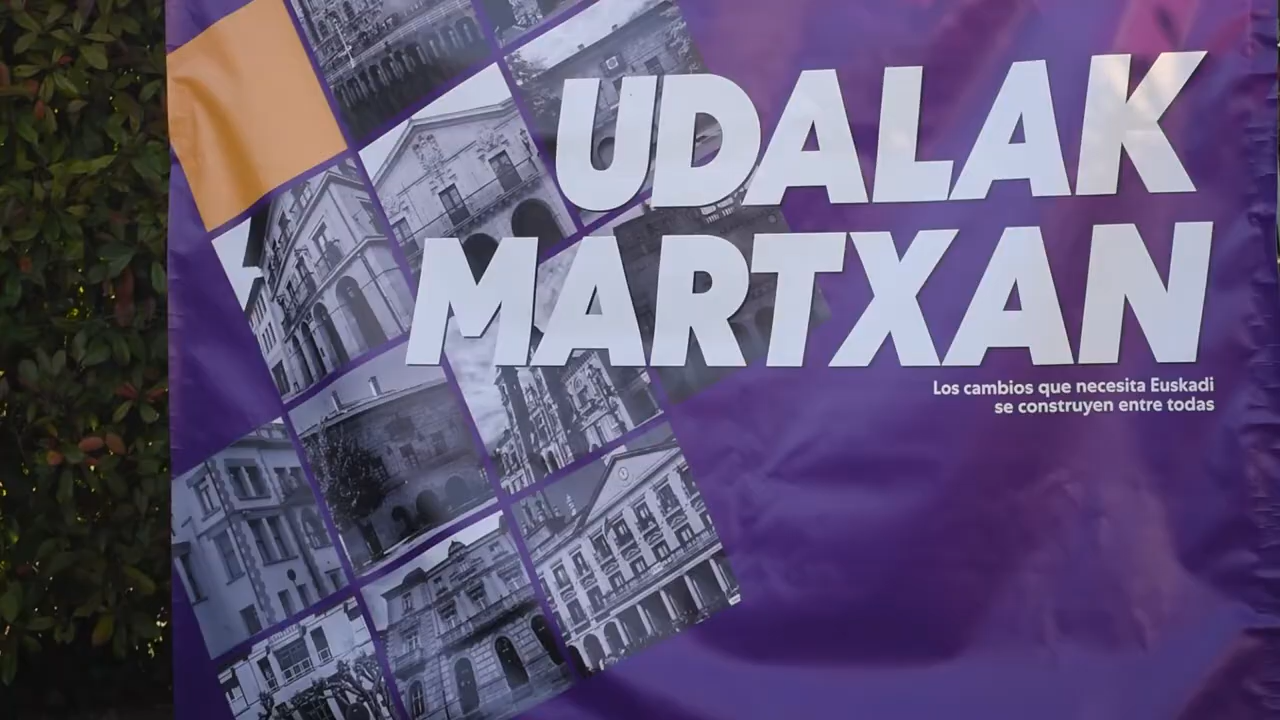 UDALAK
MARTXAN
Los cambios que necesita Euskadi
se construyen entre todas